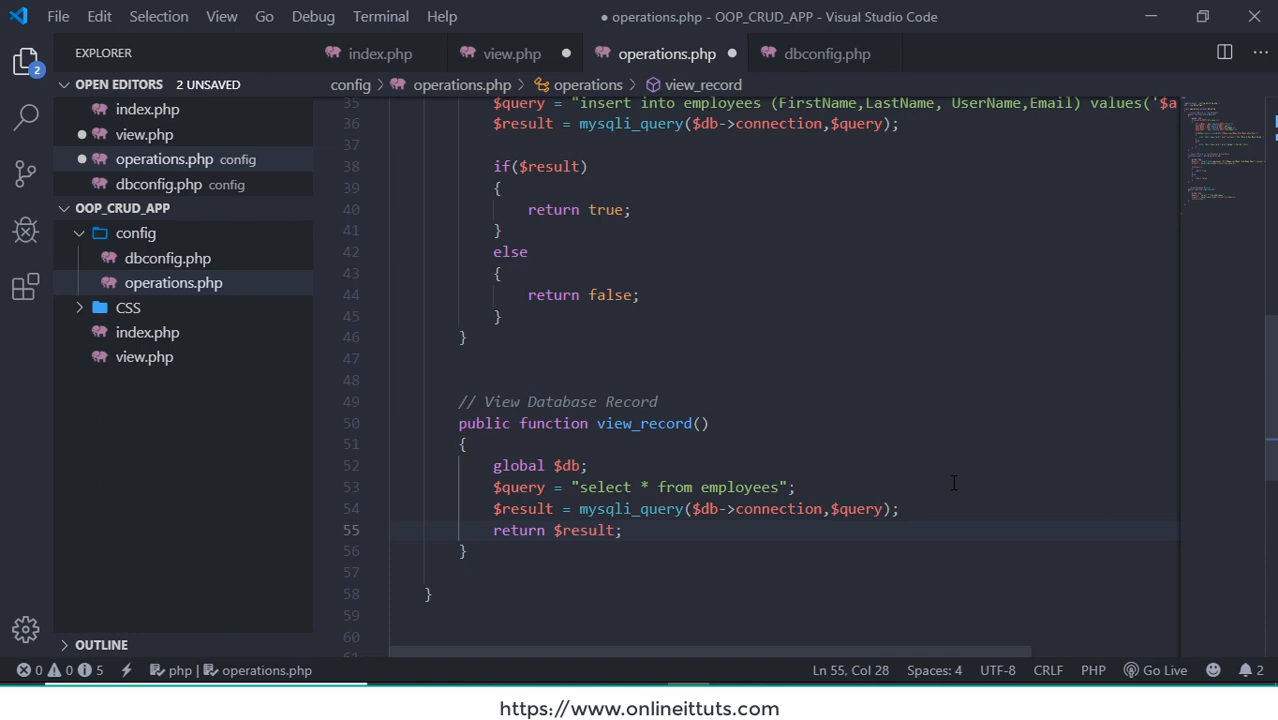 File Edit Selection View Go Debug Terminal Help
● operations.php - OOP_CRUD_APP - Visual Studio Code
EXPLORER
index.php
view.php
operations.php
dbconfig.php
OPEN EDITORS 2 UNSAVED
config > operations.php > operations > view_record
index.php
view.php
operations.php config
dbconfig.php config
OOP_CRUD_APP
config
dbconfig.php
operations.php
CSS
index.php
view.php
OUTLINE
2
35 $query = "insert into employees (FirstName,LastName, UserName,Email) values('$a
36 $result = mysqli_query($db->connection,$query);
37
38 if($result)
39 {
40 return true;
41 }
42 else
43 {
44 return false;
45 }
46 }
47
48
49 // View Database Record
50 public function view_record()
51 {
52 global $db;
53 $query = "select * from employees";
54 $result = mysqli_query($db->connection,$query);
55 return $result;
56 }
57
58 }
59
60
0 0 5 php operations.php Ln 55, Col 28 Spaces: 4 UTF-8 CRLF PHP Go Live 2
https://www.onlineittuts.com